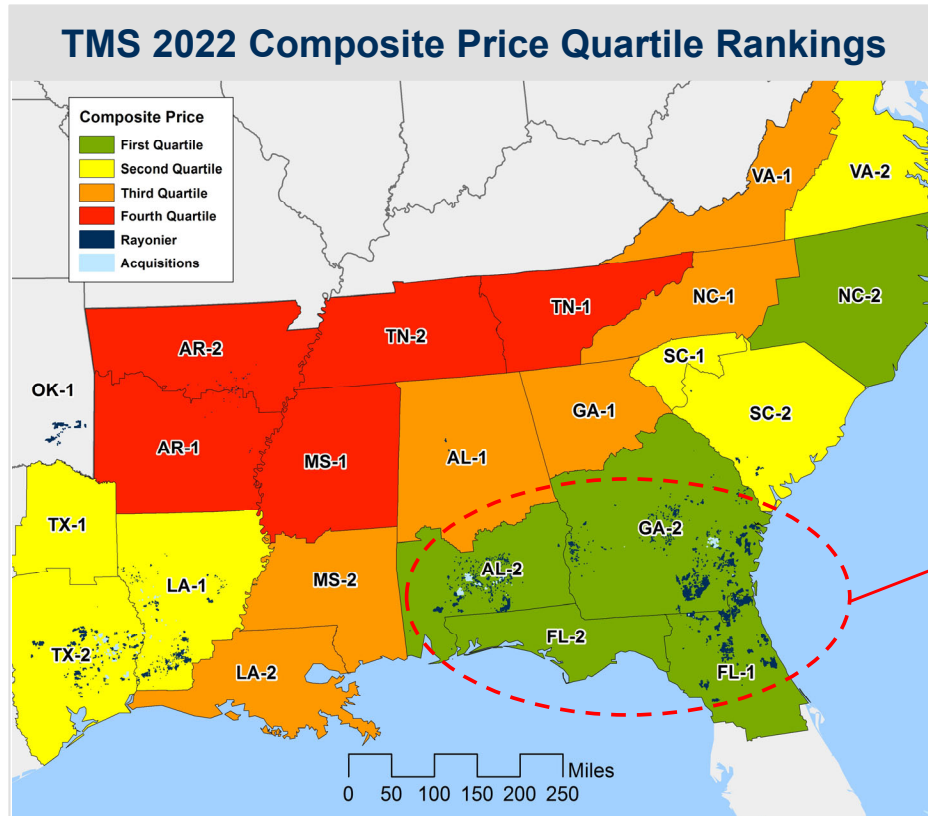 TMS 2022 Composite Price Quartile Rankings
Composite Price
First Quartile
Second Quartile
Third Quartile
Fourth Quartile
Rayonier
Acquisitions
VA-1
VA-2
NC-1
NC-2
TN-1
TN-2
AR-2
SC-1
SC-2
OK-1
GA-1
AR-1
MS-1
AL-1
TX-1
GA-2
LA-1
MS-2
AL-2
TX-2
LA-2
FL-2
FL-1
Miles
0 50 100 150 200 250